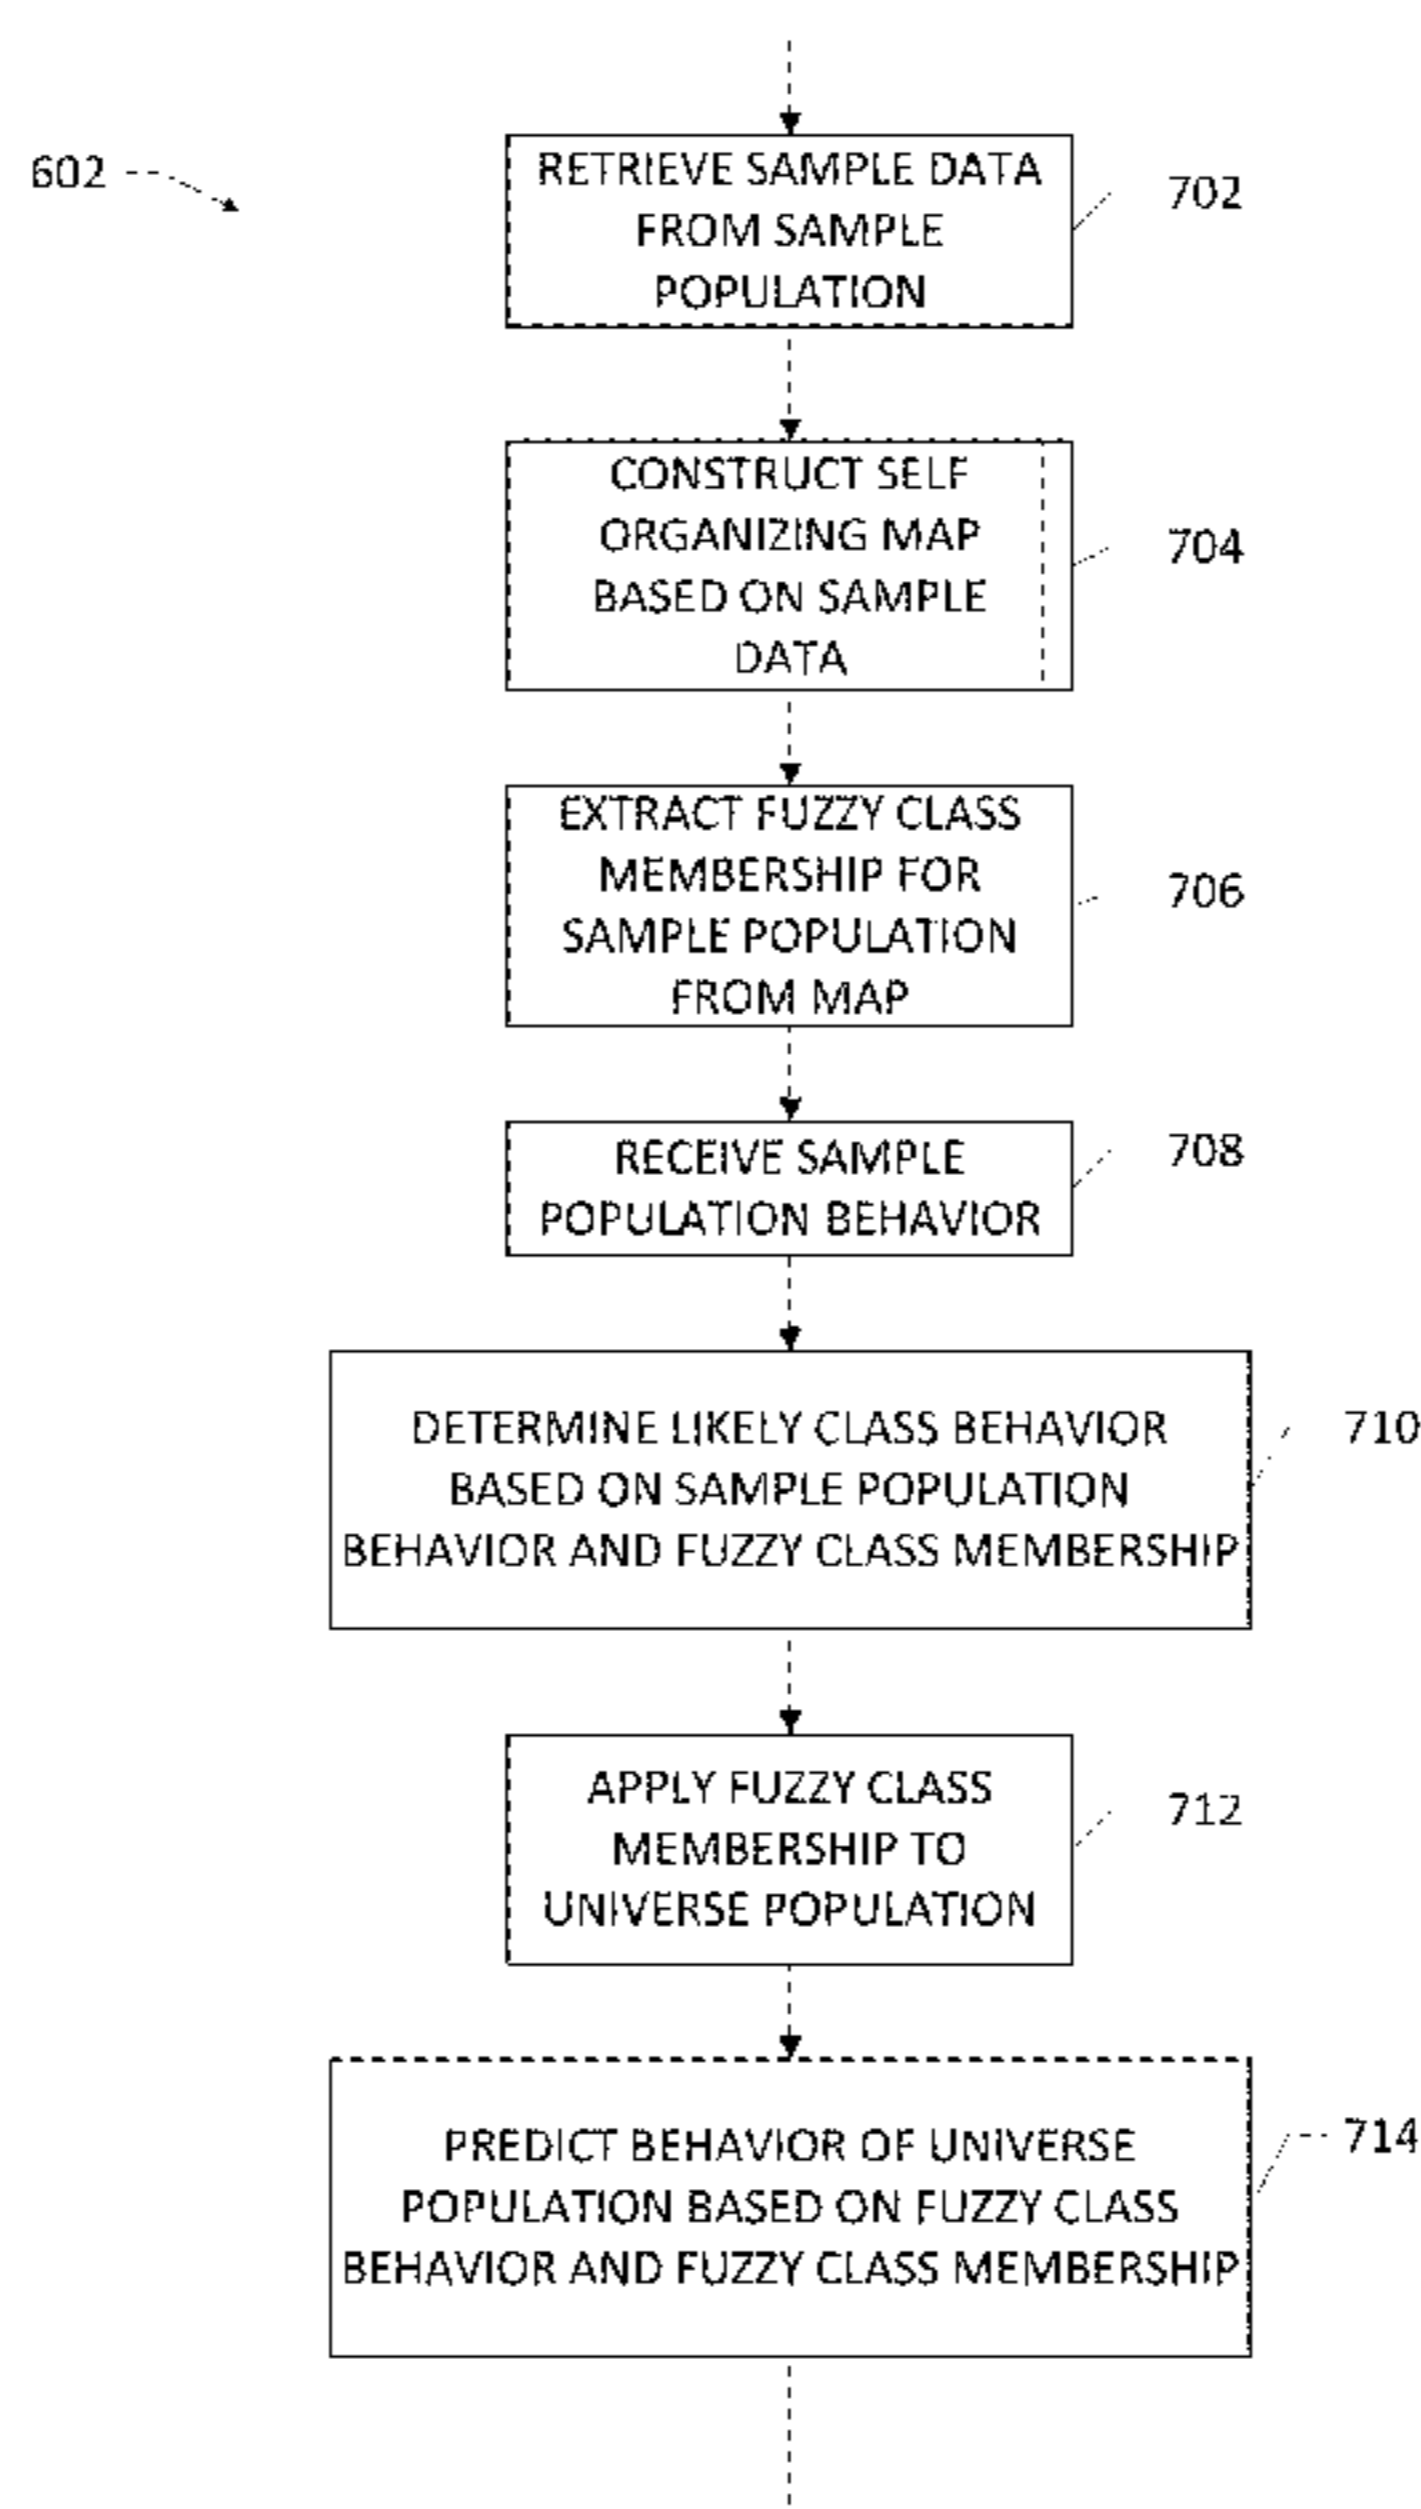 602
RETRIEVE SAMPLE DATA
FROM SAMPLE
POPULATION
702
CONSTRUCT SELF
ORGANIZING MAP
BASED ON SAMPLE
DATA
704
EXTRACT FUZZY CLASS
MEMBERSHIP FOR
SAMPLE POPULATION
FROM MAP
706
RECEIVE SAMPLE
POPULATION BEHAVIOR
708
DETERMINE LIKELY CLASS BEHAVIOR
BASED ON SAMPLE POPULATION
BEHAVIOR AND FUZZY CLASS MEMBERSHIP
710
APPLY FUZZY CLASS
MEMBERSHIP TO
UNIVERSE POPULATION
712
PREDICT BEHAVIOR OF UNIVERSE
POPULATION BASED ON FUZZY CLASS
BEHAVIOR AND FUZZY CLASS MEMBERSHIP
714